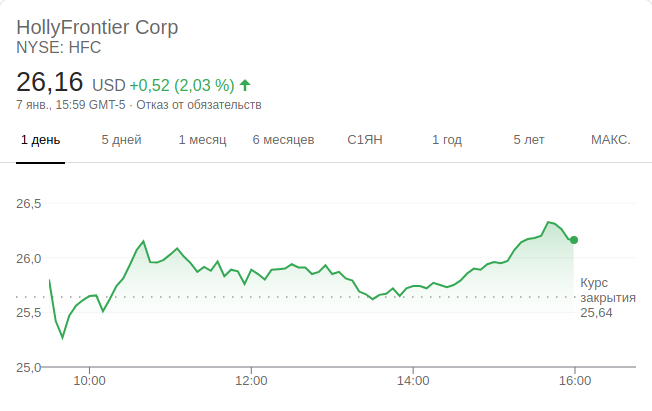 HollyFrontier Corp
NYSE: HFC
26,16 USD +0,52 (2,03 %)
7 янв., 15:59 GMT-5 · Отказ от обязательств
1 день 5 дней 1 месяц 6 месяцев С1ЯН 1 год 5 лет МАКС.
26,5
26,0
Курс
закрытия
25,5
25,64
25,0
10:00 12:00 14:00 16:00